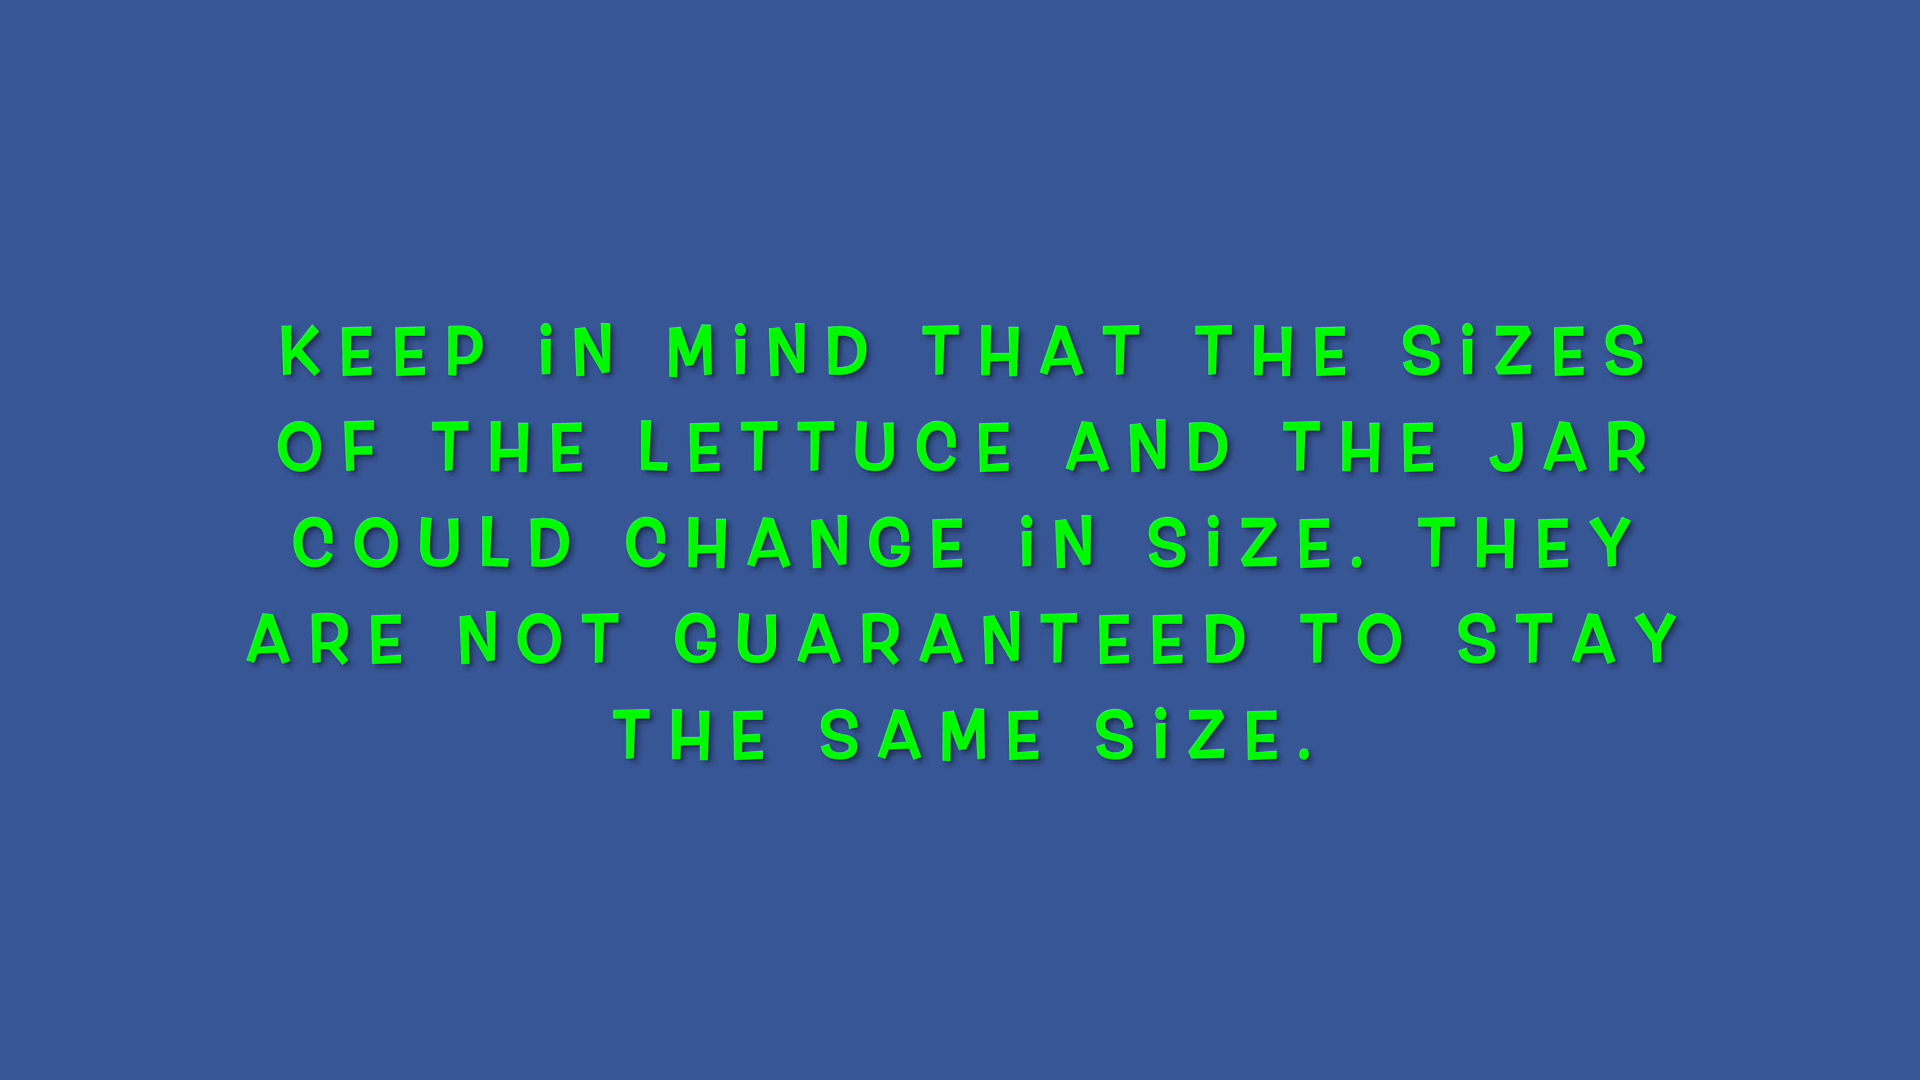 KEEP iN MiND THAT THE SiZES
OF THE LETTUCE AND THE JAR
COULD CHANGE iN SiZE. THEY
ARE NOT GUARANTEED TO STAY
THE SAME SiZE.